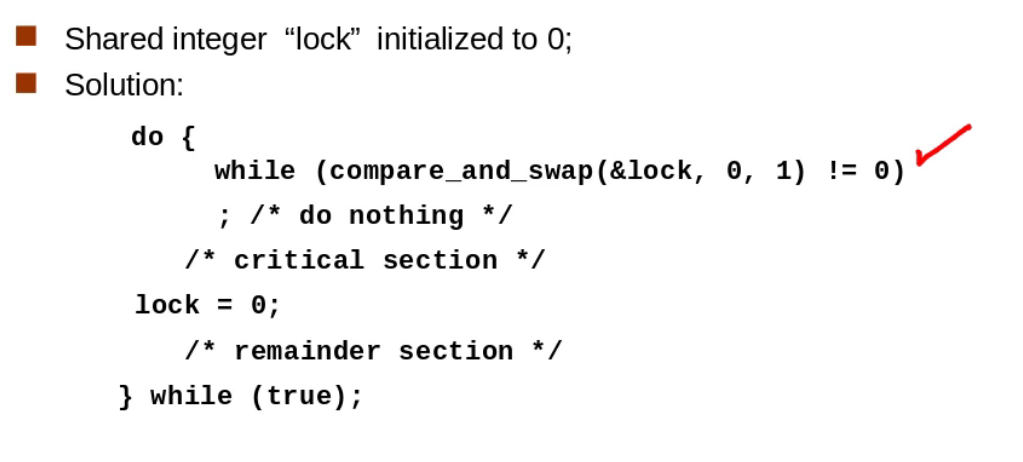 Shared integer “lock” initialized to 0;
Solution:
do {
while (compare_and_swap(&lock, 0, 1) != 0)
; /* do nothing */
/* critical section */
lock = 0;
/* remainder section */
} while (true);